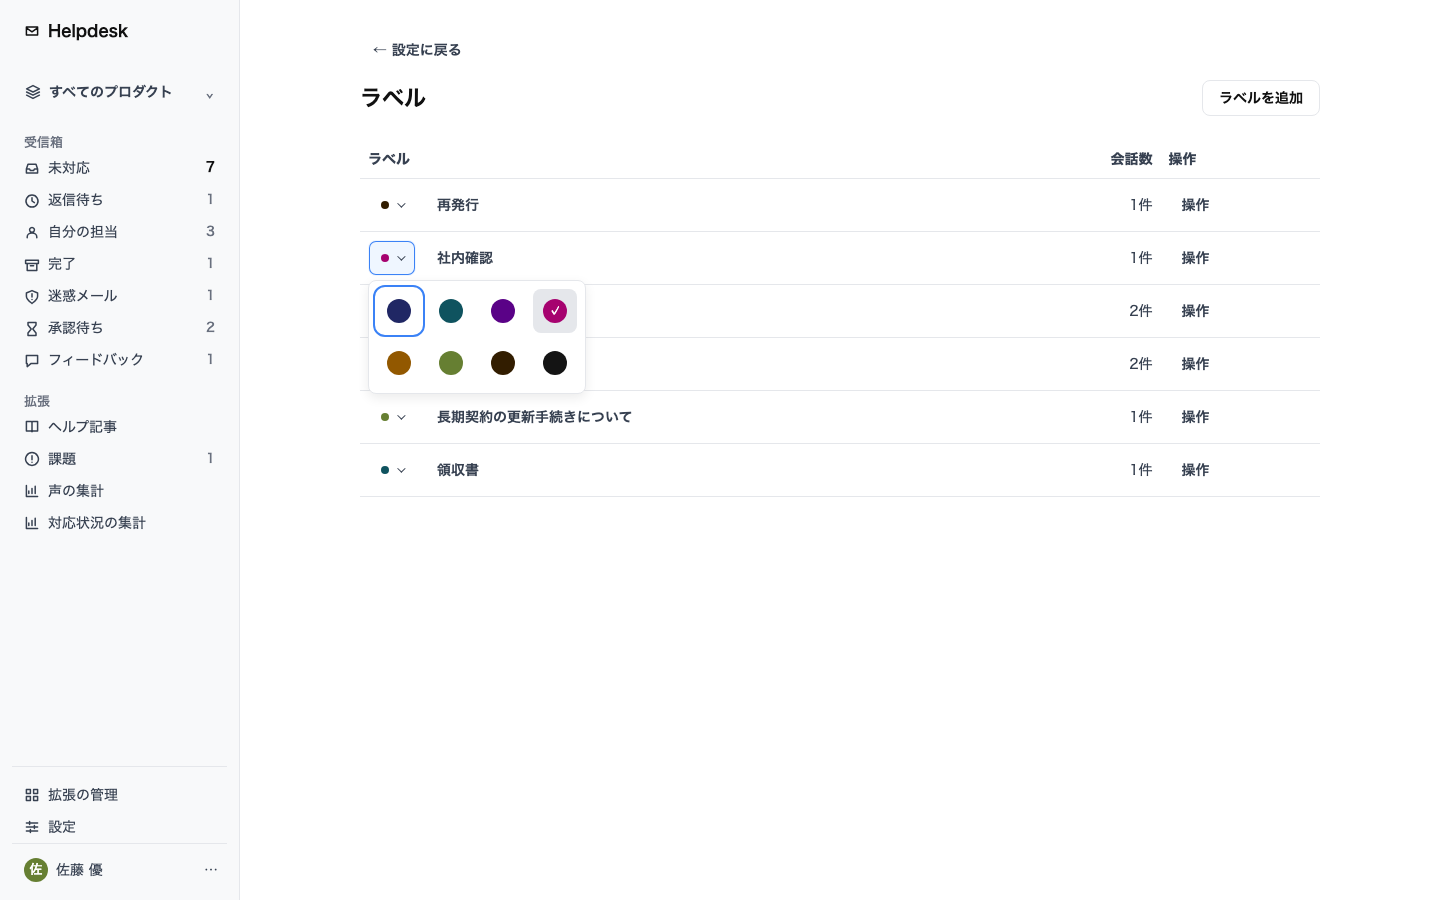 Helpdesk
すべてのプロダクト
受信箱
未対応 7
返信待ち 1
自分の担当 3
完了 1
迷惑メール 1
承認待ち 2
フィードバック 1
拡張
ヘルプ記事
課題 1
声の集計
対応状況の集計
拡張の管理
設定
佐 佐藤 優 ...
← 設定に戻る
ラベル
ラベルを追加
ラベル 会話数 操作
再発行 1件 操作
社内確認 1件 操作
2件 操作
2件 操作
長期契約の更新手続きについて 1件 操作
領収書 1件 操作